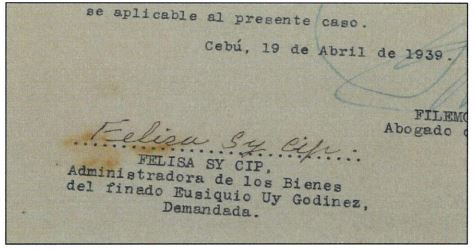 se aplicable al presente caso.
Cebú, 19 de Abril de 1939.
FILEMO
Abogado
Felisa Sy Cip.
FELISA SY CIP,
Administradora de los Bienes
del finado Eusiquio Uy Godinez,
Demandada.